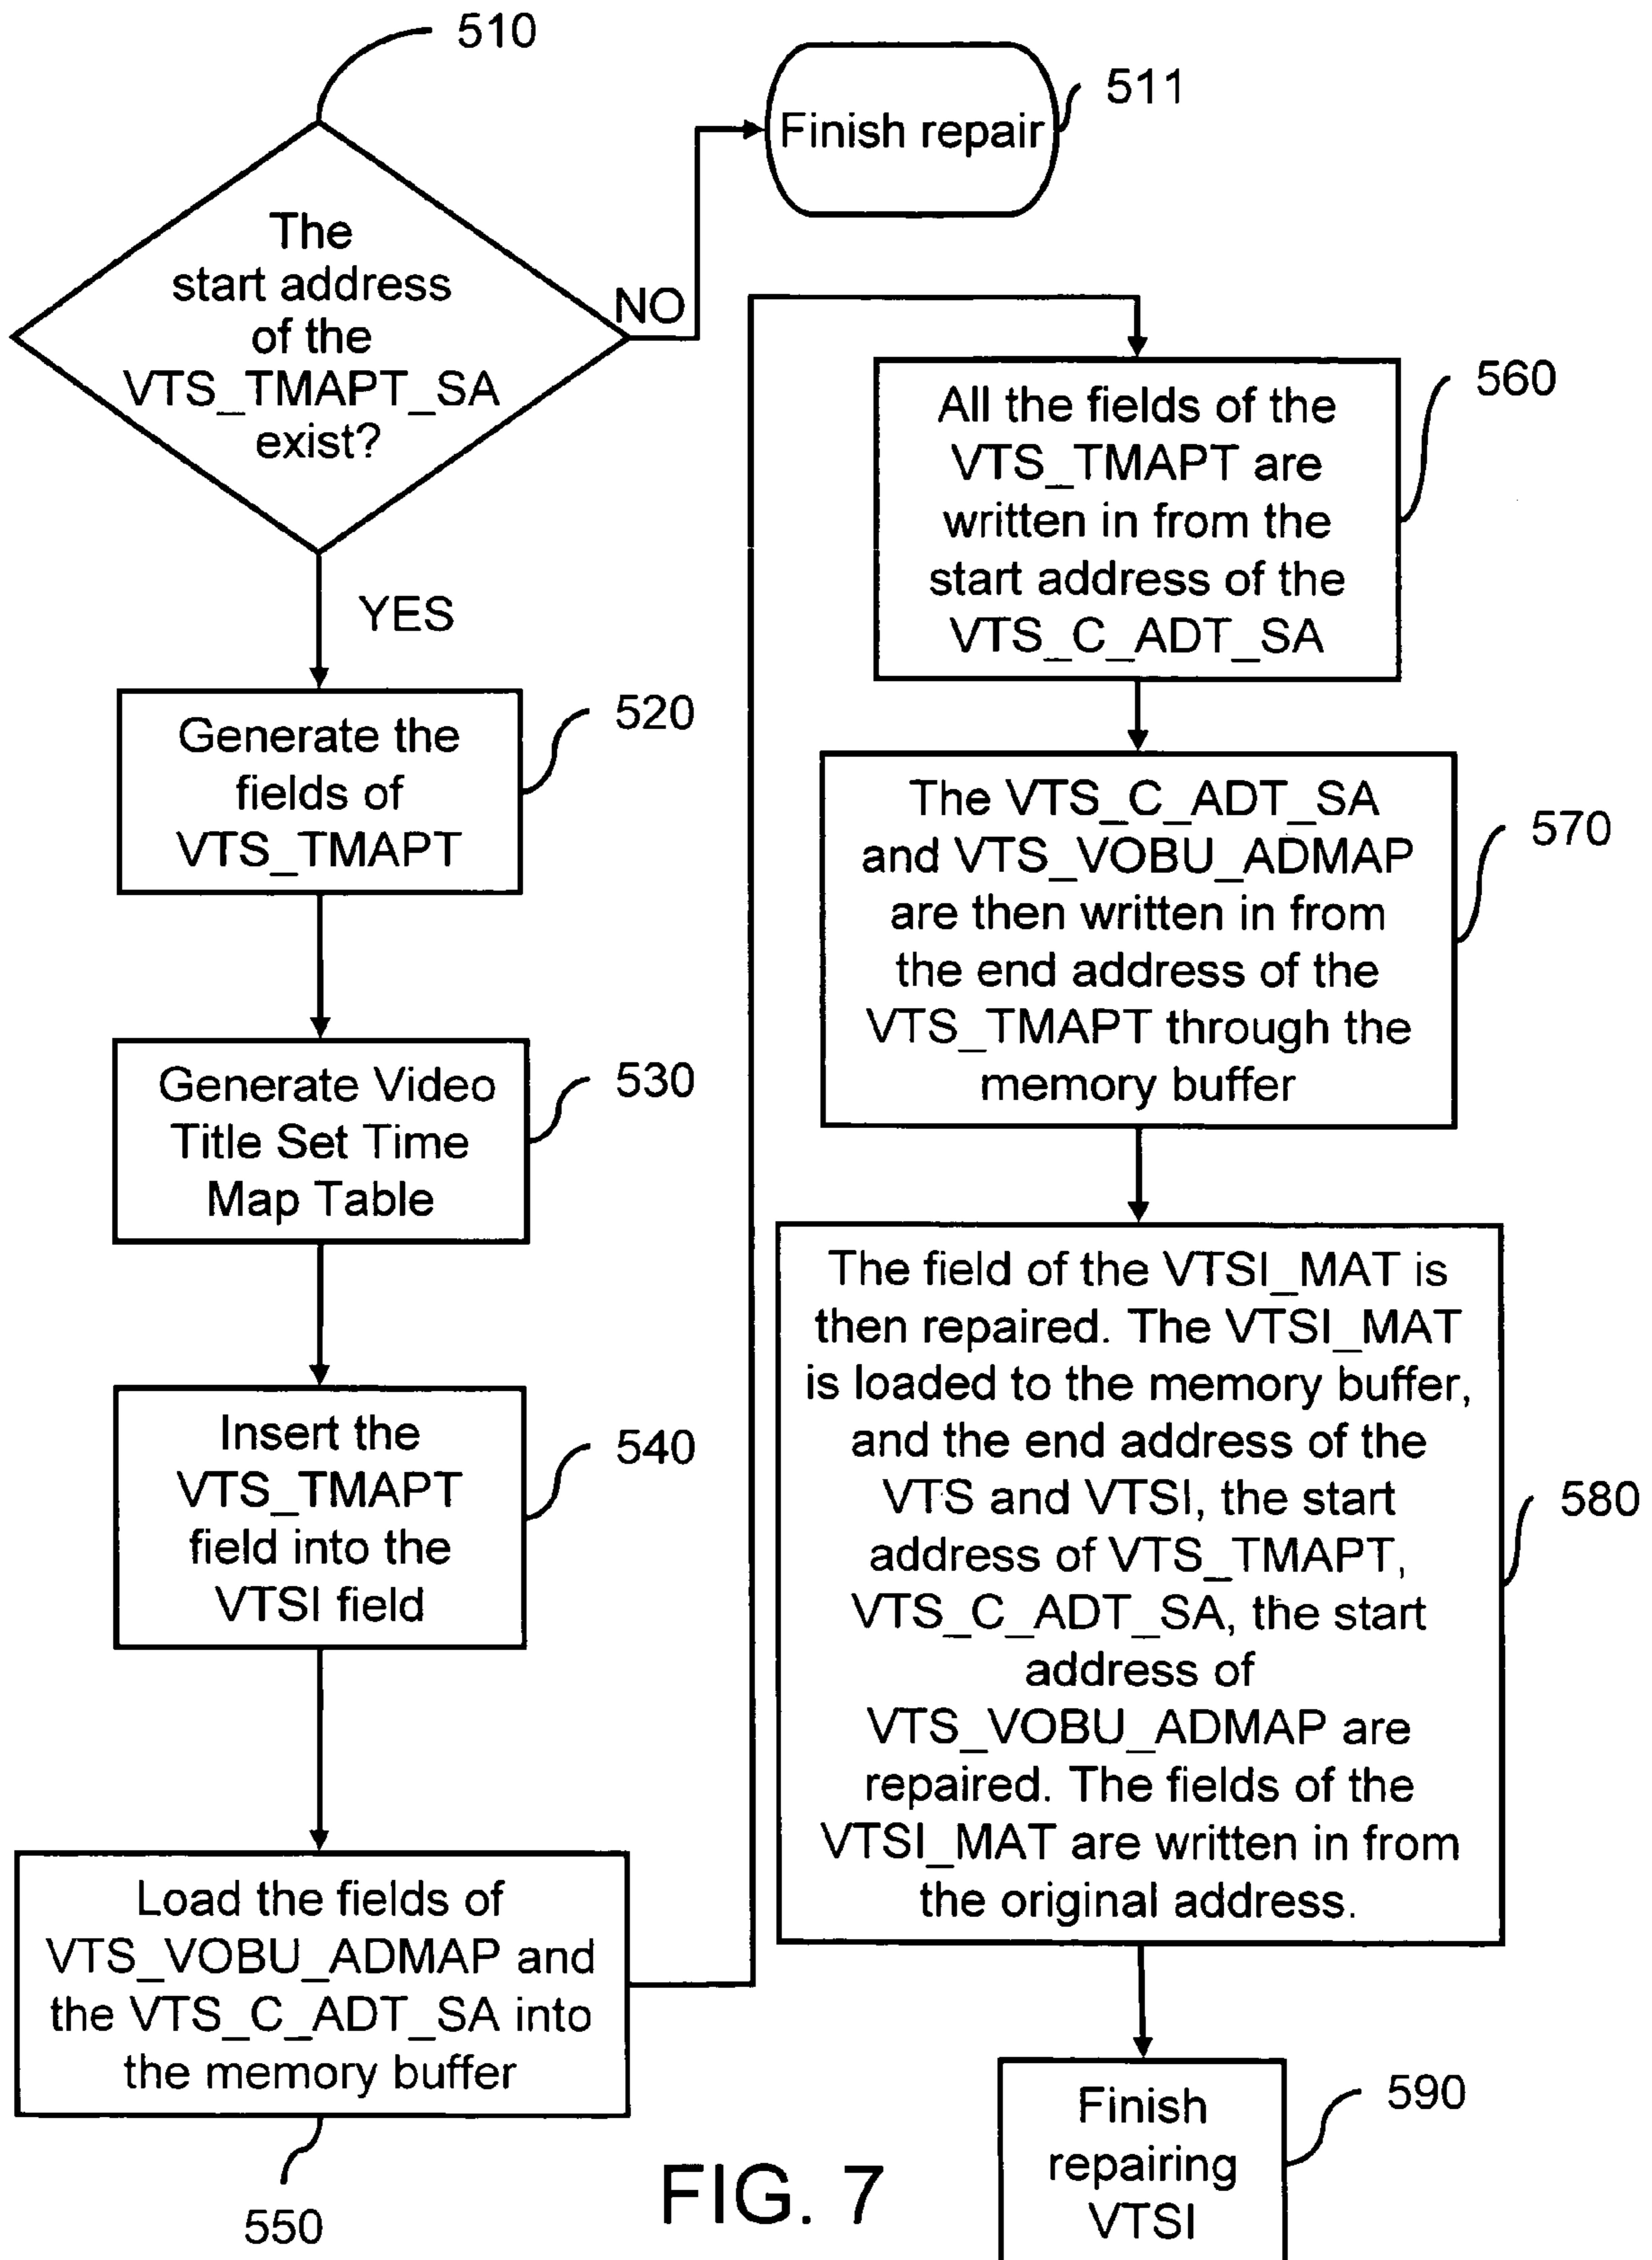 510
The
start address
of the
VTS_TMAPT_SA
exist?
NO
Finish repair
511
YES
Generate the
fields of
VTS_TMAPT
520
Generate Video
Title Set Time
Map Table
530
Insert the
VTS_TMAPT
field into the
VTSI field
540
Load the fields of
VTS_VOBU_ADMAP and
the VTS_C_ADT_SA into
the memory buffer
550
All the fields of the
VTS_TMAPT are
written in from the
start address of the
VTS_C_ADT_SA
560
The VTS_C_ADT_SA
and VTS_VOBU_ADMAP
are then written in from
the end address of the
VTS_TMAPT through the
memory buffer
570
The field of the VTSI_MAT is
then repaired. The VTSI_MAT
is loaded to the memory buffer,
and the end address of the
VTS and VTSI, the start
address of VTS_TMAPT,
VTS_C_ADT_SA, the start
address of
VTS_VOBU_ADMAP are
repaired. The fields of the
VTSI_MAT are written in from
the original address.
580
Finish
repairing
VTSI
590
FIG. 7